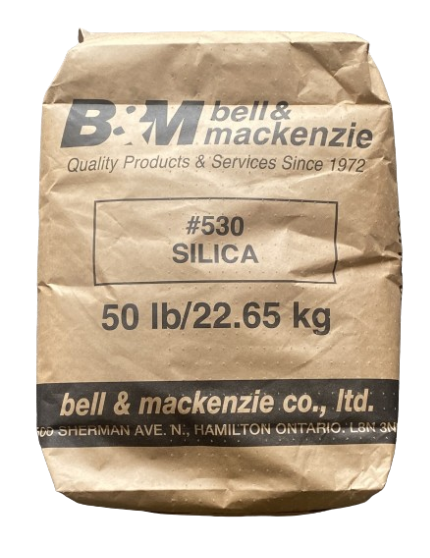 B&M bell &
mackenzie
Quality Products & Services Since 1972
#530
SILICA
50 lb/22.65 kg
bell & mackenzie co., ltd.
SHERMAN AVE. N., HAMILTON ONTARIO. L8N